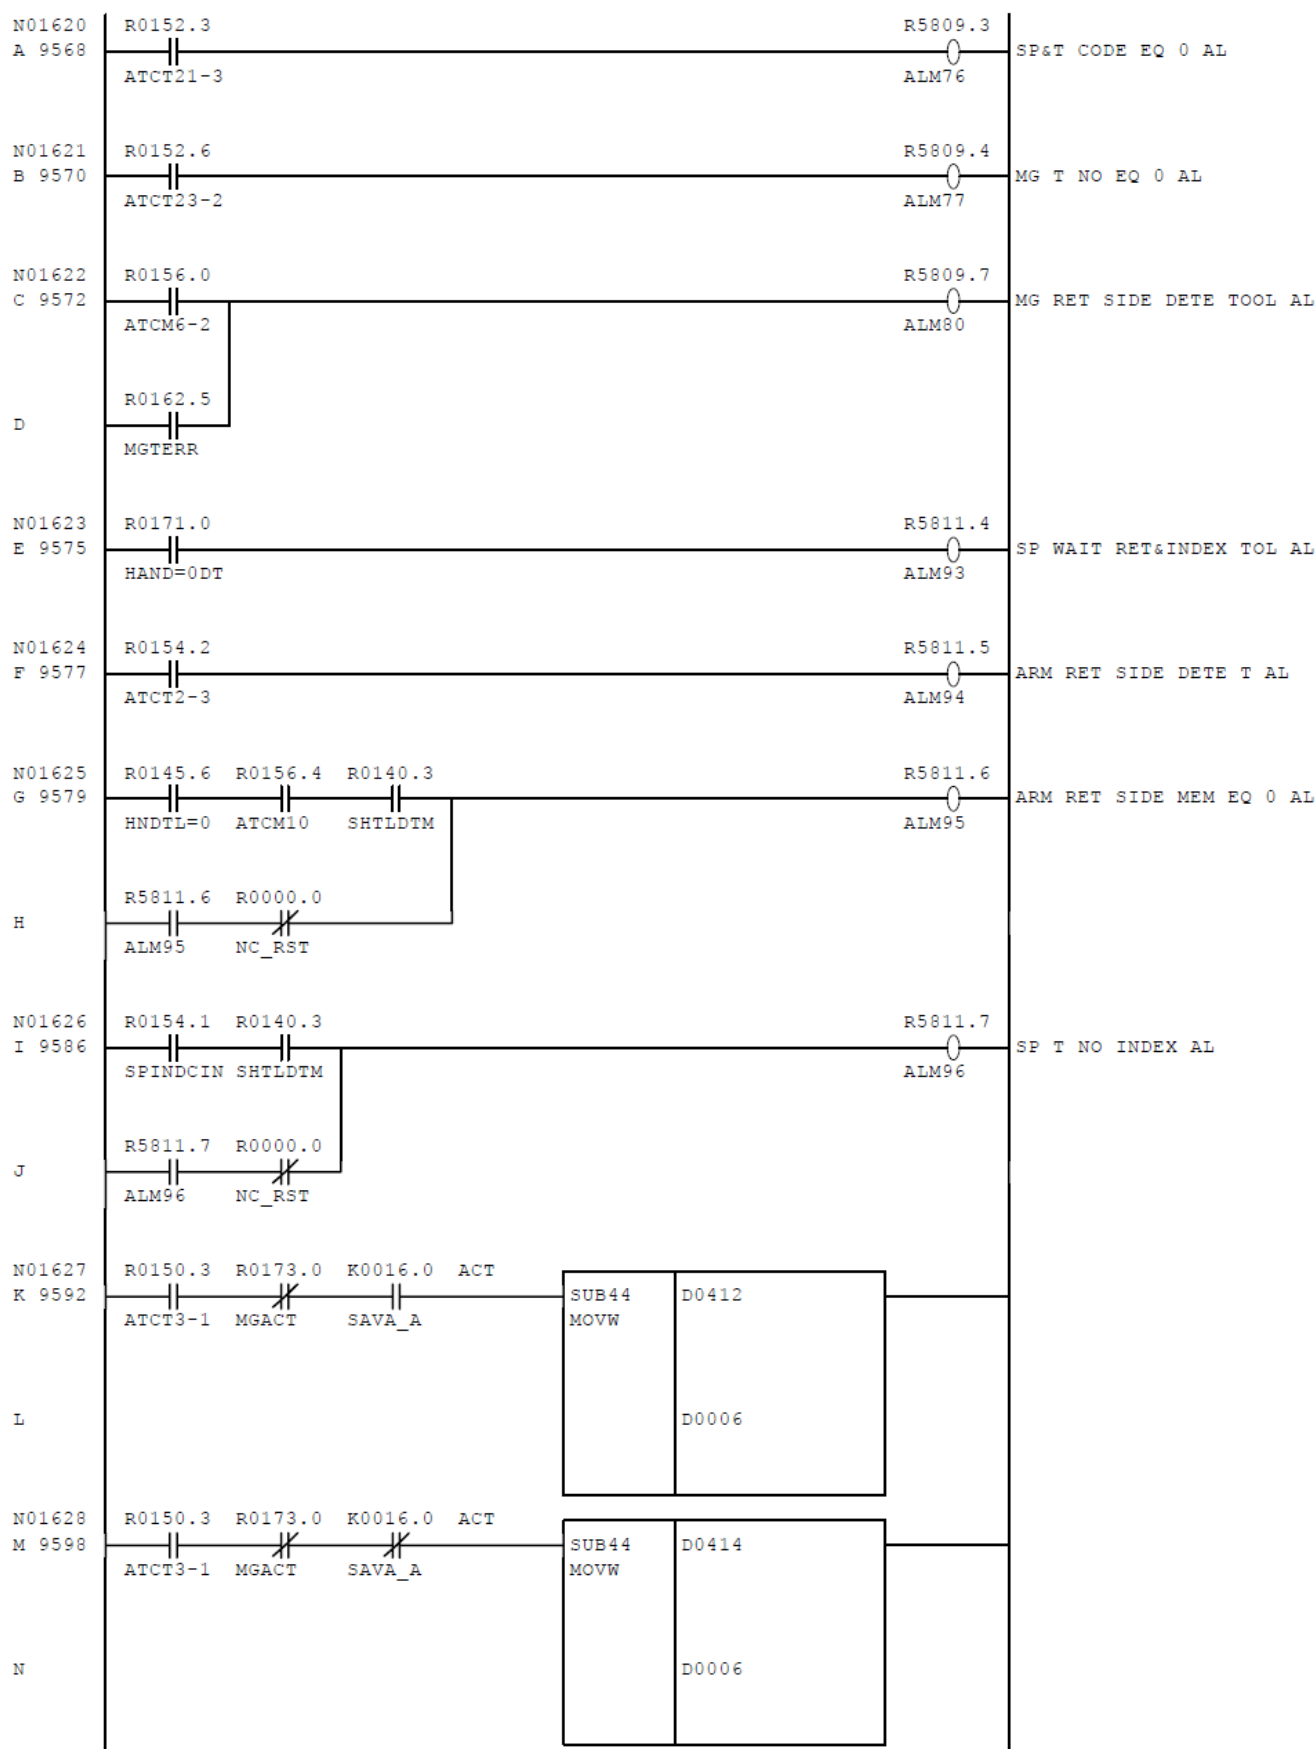 N01620 R0152.3 R5809.3
A 9568 SP&T CODE EQ 0 AL
ATCT21-3 ALM76
N01621 R0152.6 R5809.4
B 9570 MG T NO EQ 0 AL
ATCT23-2 ALM77
N01622 R0156.0 R5809.7
C 9572 MG RET SIDE DETE TOOL AL
ATCM6-2 ALM80
R0162.5
D
MGTERR
N01623 R0171.0 R5811.4
E 9575 SP WAIT RET&INDEX TOL AL
HAND=0DT ALM93
N01624 R0154.2 R5811.5
F 9577 ARM RET SIDE DETE T AL
ATCT2-3 ALM94
N01625 R0145.6 R0156.4 R0140.3 R5811.6
G 9579 ARM RET SIDE MEM EQ 0 AL
HNDTL=0 ATCM10 SHTLDTM ALM95
R5811.6 R0000.0
H
ALM95 NC_RST
N01626 R0154.1 R0140.3 R5811.7
I 9586 SP T NO INDEX AL
SPINDCIN SHTLDTM ALM96
R5811.7 R0000.0
J
ALM96 NC_RST
N01627 R0150.3 R0173.0 K0016.0 ACT
K 9592 SUB44 D0412
ATCT3-1 MGACT SAVA_A MOVW
L D0006
N01628 R0150.3 R0173.0 K0016.0 ACT
M 9598 SUB44 D0414
ATCT3-1 MGACT SAVA_A MOVW
N D0006